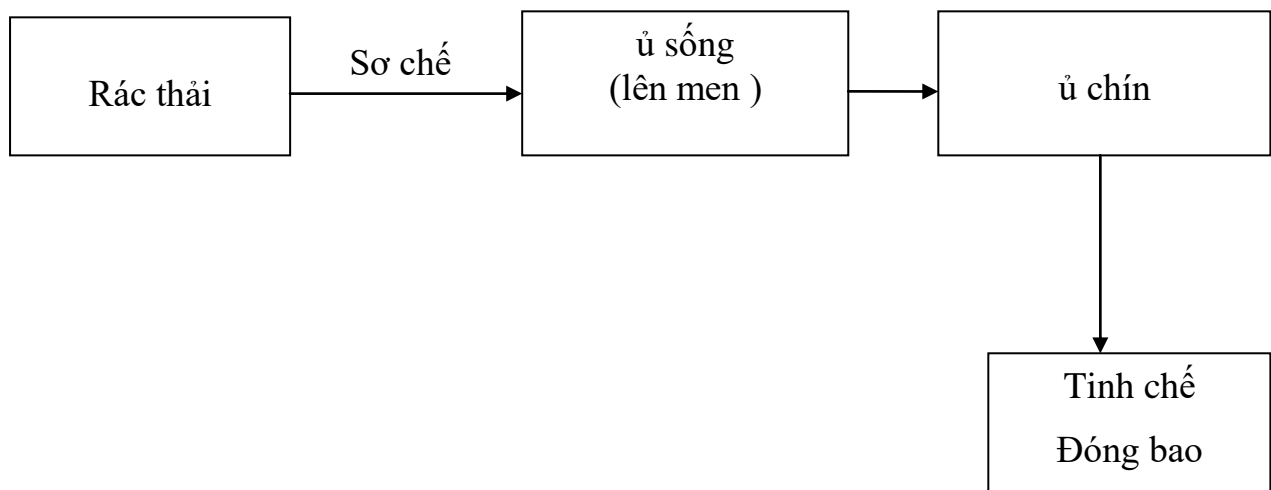 Rác thải
Sơ chế
ủ sống
(lên men )
ủ chín
Tinh chế
Đóng bao